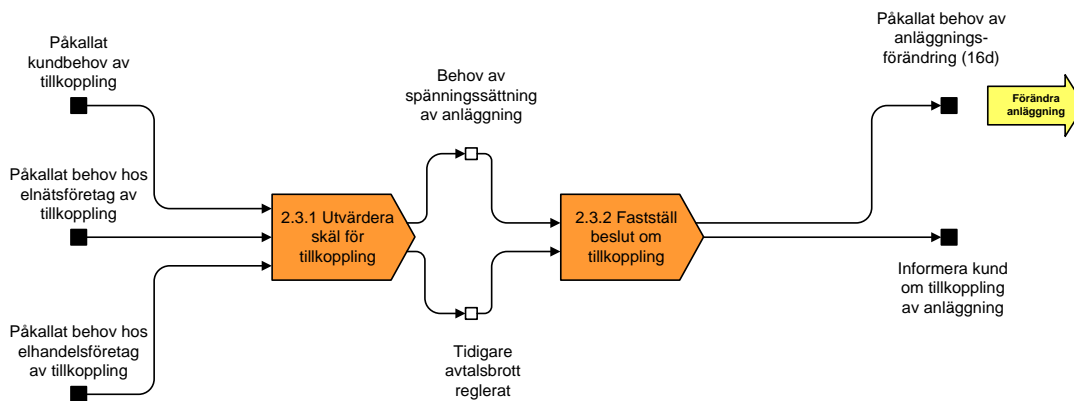 Påkallat
kundbehov av
tillkoppling
Påkallat behov hos
elnätsföretag av
tillkoppling
Påkallat behov hos
elhandelsföretag
av tillkoppling
2.3.1 Utvärdera
skäl för
tillkoppling
Behov av
spänningssättning
av anläggning
Tidigare
avtalsbrott
reglerat
2.3.2 Fastställ
beslut om
tillkoppling
Påkallat behov av
anläggnings-
förändring (16d)
Förändra
anläggning
Informera kund
om tillkoppling
av anläggning